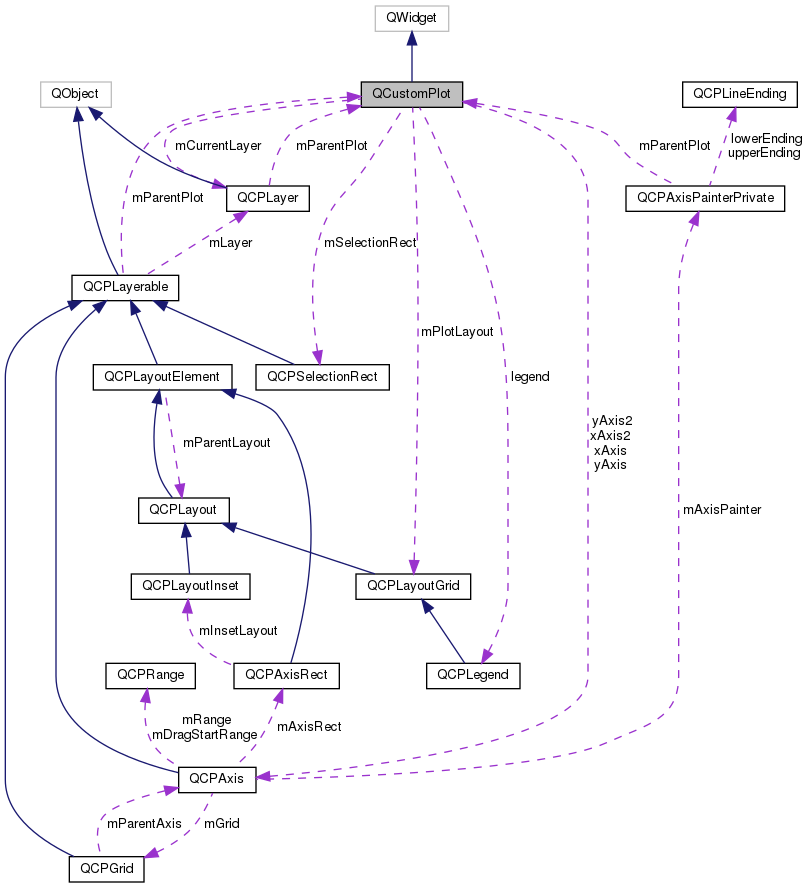 QWidget
QObject
QCustomPlot
QCPLineEnding
mCurrentLayer
mParentPlot
mParentPlot
lowerEnding
upperEnding
mParentPlot
QCPLayer
QCPAxisPainterPrivate
mLayer
mSelectionRect
QCPLayerable
mPlotLayout
QCPLayoutElement
QCPSelectionRect
legend
yAxis2
xAxis2
xAxis
yAxis
mParentLayout
QCPLayout
mAxisPainter
QCPLayoutInset
QCPLayoutGrid
mInsetLayout
QCPRange
QCPAxisRect
QCPLegend
mRange
mDragStartRange
mAxisRect
QCPAxis
mParentAxis
mGrid
QCPGrid